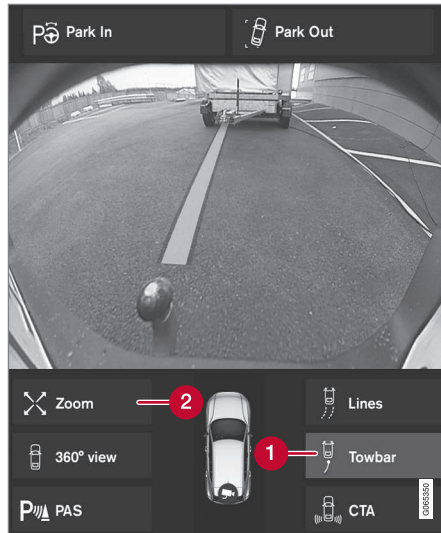 Park In
Park Out
Zoom
2
Lines
360° view
1
Towbar
PAS
CTA
G065350